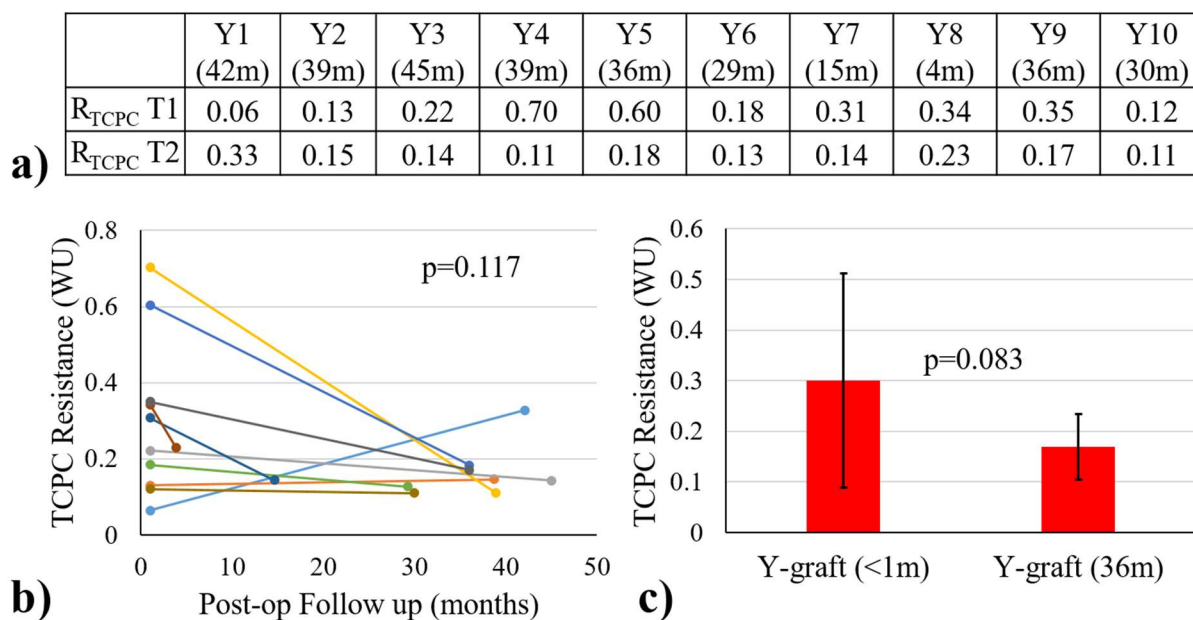 Y1 Y2 Y3 Y4 Y5 Y6 Y7 Y8 Y9 Y10
(42m) (39m) (45m) (39m) (36m) (29m) (15m) (4m) (36m) (30m)
R_TCPC T1 0.06 0.13 0.22 0.70 0.60 0.18 0.31 0.34 0.35 0.12
R_TCPC T2 0.33 0.15 0.14 0.11 0.18 0.13 0.14 0.23 0.17 0.11
a)
TCPC Resistance (WU)
0.8
0.6
0.4
0.2
0
p=0.117
0 10 20 30 40 50
Post-op Follow up (months)
b)
TCPC Resistance (WU)
0.6
0.5
0.4
0.3
0.2
0.1
0
p=0.083
Y-graft (<1m) Y-graft (36m)
c)